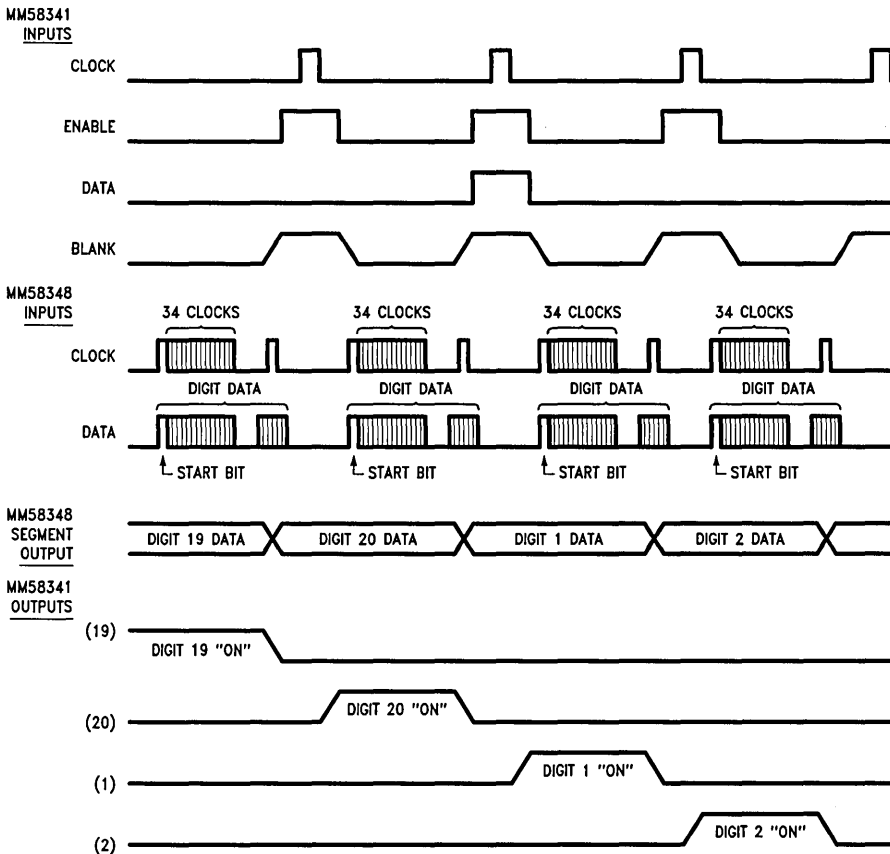 MM58341
INPUTS
CLOCK
ENABLE
DATA
BLANK
MM58348
INPUTS
34 CLOCKS 34 CLOCKS 34 CLOCKS 34 CLOCKS
CLOCK
DIGIT DATA DIGIT DATA DIGIT DATA DIGIT DATA
DATA
START BIT START BIT START BIT START BIT
MM58348
SEGMENT
OUTPUT
DIGIT 19 DATA DIGIT 20 DATA DIGIT 1 DATA DIGIT 2 DATA
MM58341
OUTPUTS
(19)
DIGIT 19 "ON"
(20)
DIGIT 20 "ON"
(1)
DIGIT 1 "ON"
(2)
DIGIT 2 "ON"